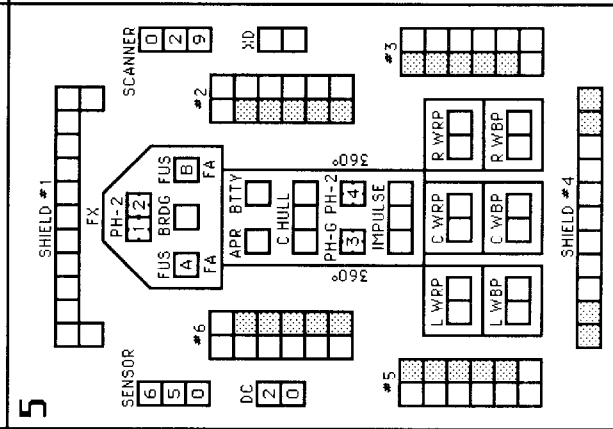 5
SENSOR
6
5
0
SHIELD #1
SCANNER
0
2
9
FX
PH-2
1 2
FUS
A
FA
BRDG
FUS
B
FA
DC
2
0
#6
#2
XD
APR
BTTY
C HULL
PH-G
3
PH-2
4
360°
360°
IMPULSE
#5
#3
L WRP
C WRP
R WRP
L WBP
C WBP
R WBP
SHIELD #4